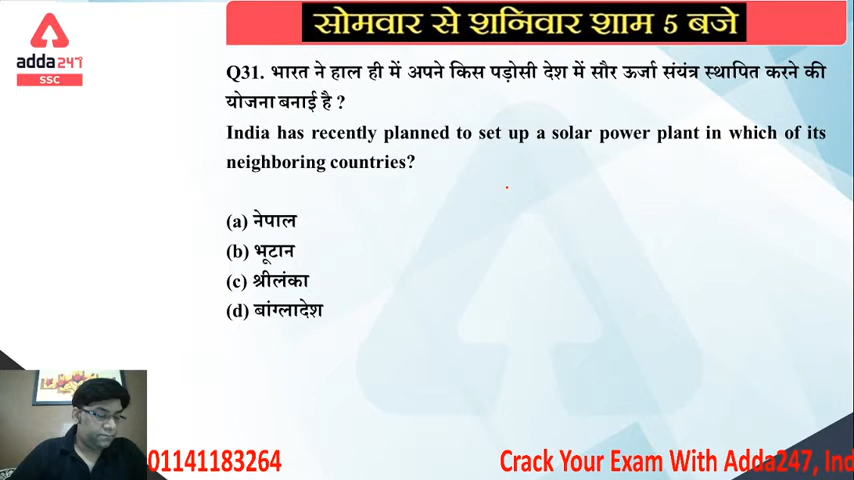 सोमवार से शनिवार शाम 5 बजे
adda247
SSC
Q31. भारत ने हाल ही में अपने किस पड़ोसी देश में सौर ऊर्जा संयंत्र स्थापित करने की
योजना बनाई है ?
India has recently planned to set up a solar power plant in which of its
neighboring countries?
(a) नेपाल
(b) भूटान
(c) श्रीलंका
(d) बांग्लादेश
01141183264
Crack Your Exam With Adda247, Ind